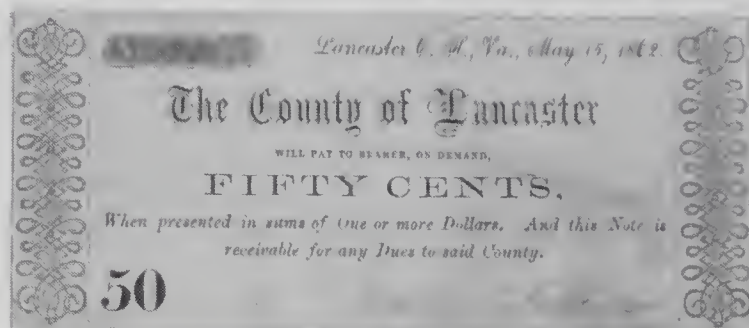 Lancaster C. H., Va., May 15, 1862.
The County of Lancaster
WILL PAY TO BEARER, ON DEMAND,
FIFTY CENTS,
When presented in sums of One or more Dollars. And this Note is
receivable for any Dues to said County.
50